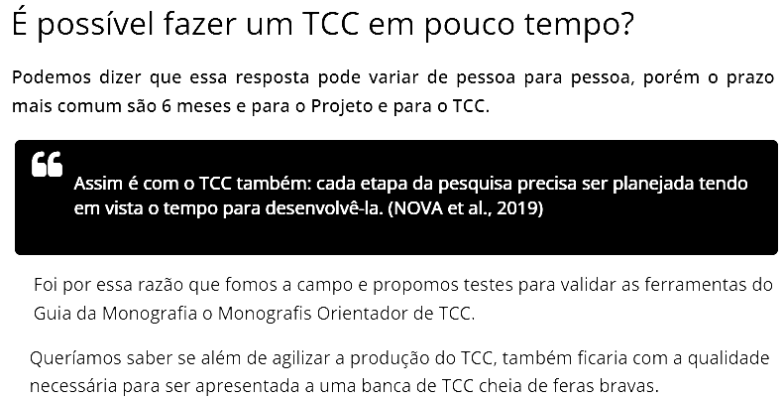 É possível fazer um TCC em pouco tempo?
Podemos dizer que essa resposta pode variar de pessoa para pessoa, porém o prazo
mais comum são 6 meses e para o Projeto e para o TCC.
Assim é com o TCC também: cada etapa da pesquisa precisa ser planejada tendo
em vista o tempo para desenvolvê-la. (NOVA et al., 2019)
Foi por essa razão que fomos a campo e propomos testes para validar as ferramentas do
Guia da Monografia o Monografis Orientador de TCC.
Queríamos saber se além de agilizar a produção do TCC, também ficaria com a qualidade
necessária para ser apresentada a uma banca de TCC cheia de feras bravas.